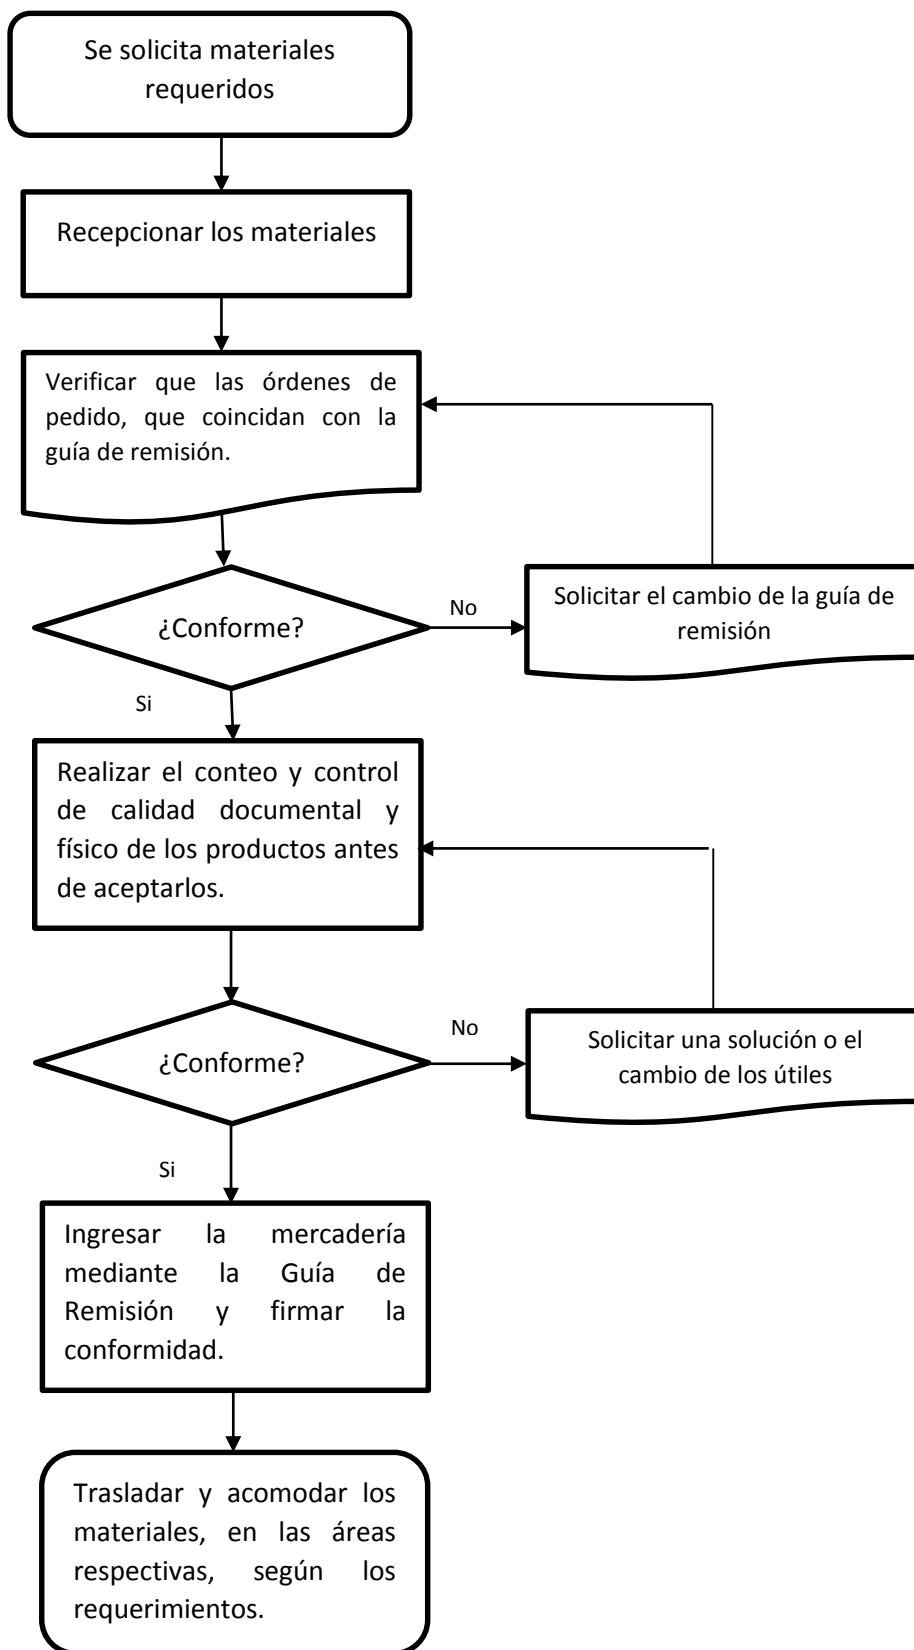 Se solicita materiales
requeridos
Recepcionar los materiales
Verificar que las órdenes de
pedido, que coincidan con la
guía de remisión.
¿Conforme?
No
Solicitar el cambio de la guía de
remisión
Si
Realizar el conteo y control
de calidad documental y
físico de los productos antes
de aceptarlos.
¿Conforme?
No
Solicitar una solución o el
cambio de los útiles
Si
Ingresar la mercadería
mediante la Guía de
Remisión y firmar la
conformidad.
Trasladar y acomodar los
materiales, en las áreas
respectivas, según los
requerimientos.